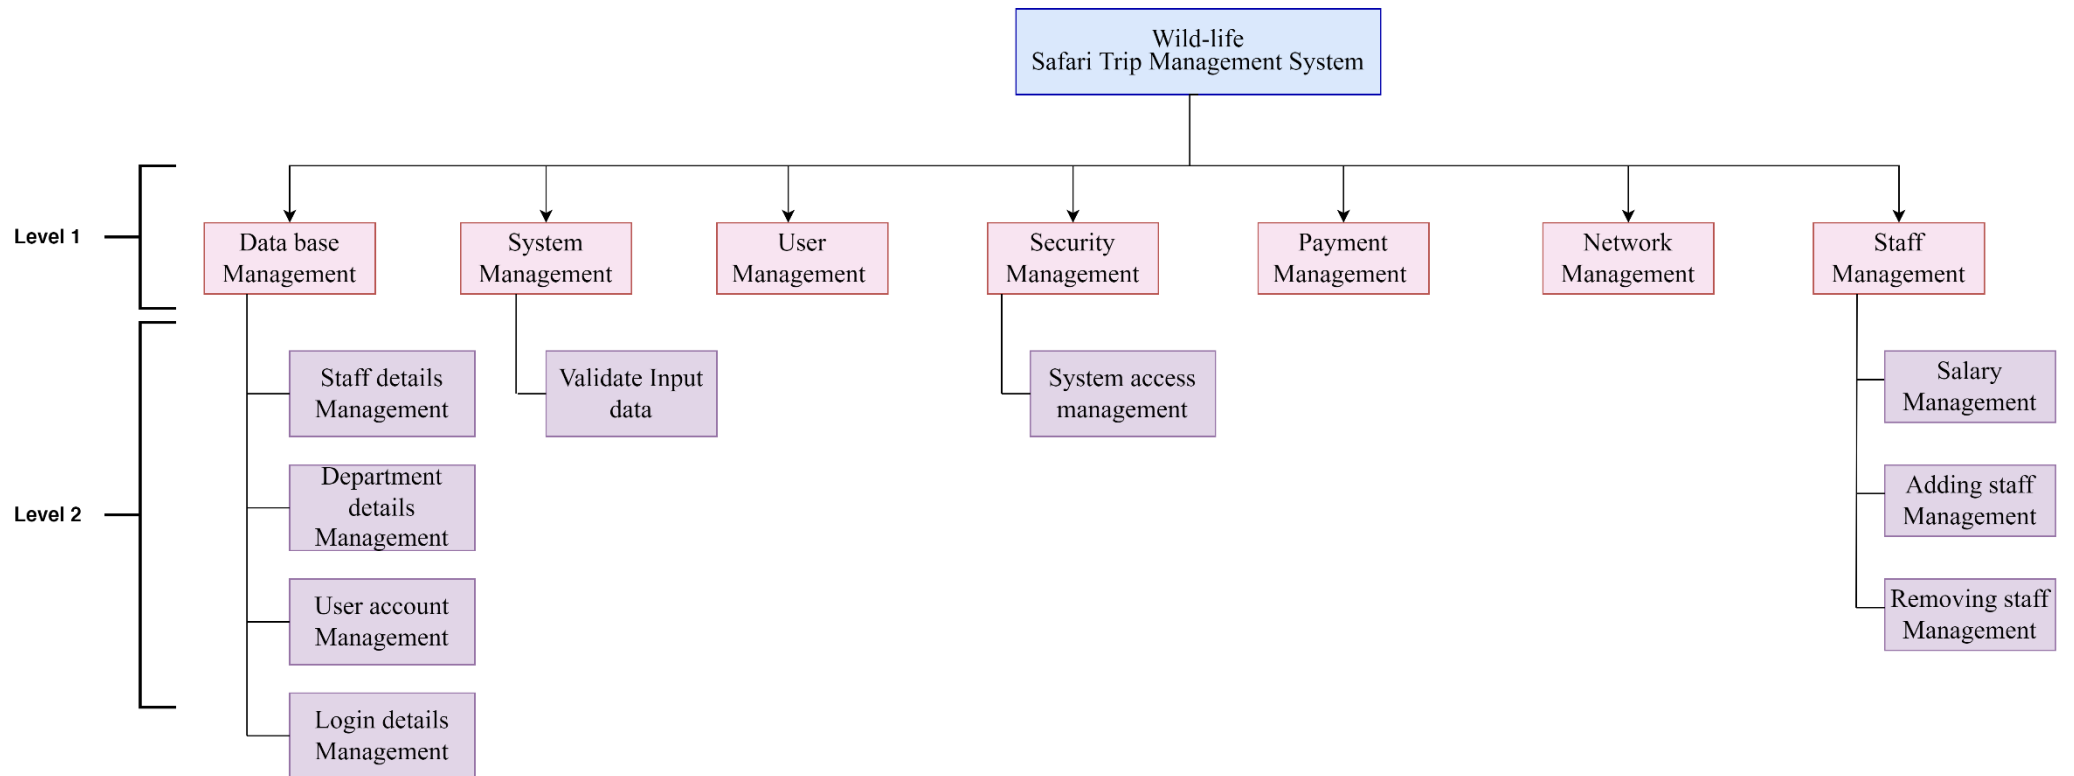 Wild-life
Safari Trip Management System
Level 1
Data base
Management
System
Management
User
Management
Security
Management
Payment
Management
Network
Management
Staff
Management
Level 2
Staff details
Management
Department
details
Management
User account
Management
Login details
Management
Validate Input
data
System access
management
Salary
Management
Adding staff
Management
Removing staff
Management